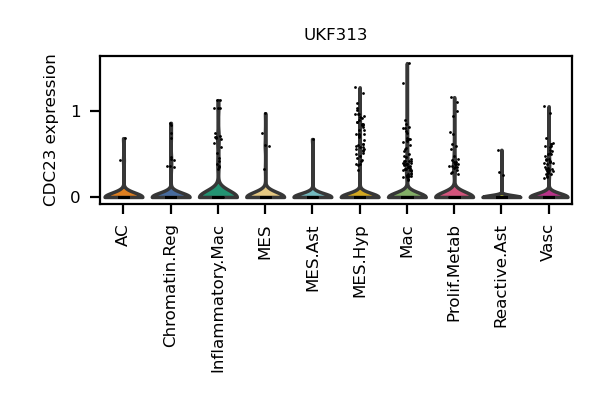 UKF313
CDC23 expression
1
0
AC
Chromatin.Reg
Inflammatory.Mac
MES
MES.Ast
MES.Hyp
Mac
Prolif.Metab
Reactive.Ast
Vasc